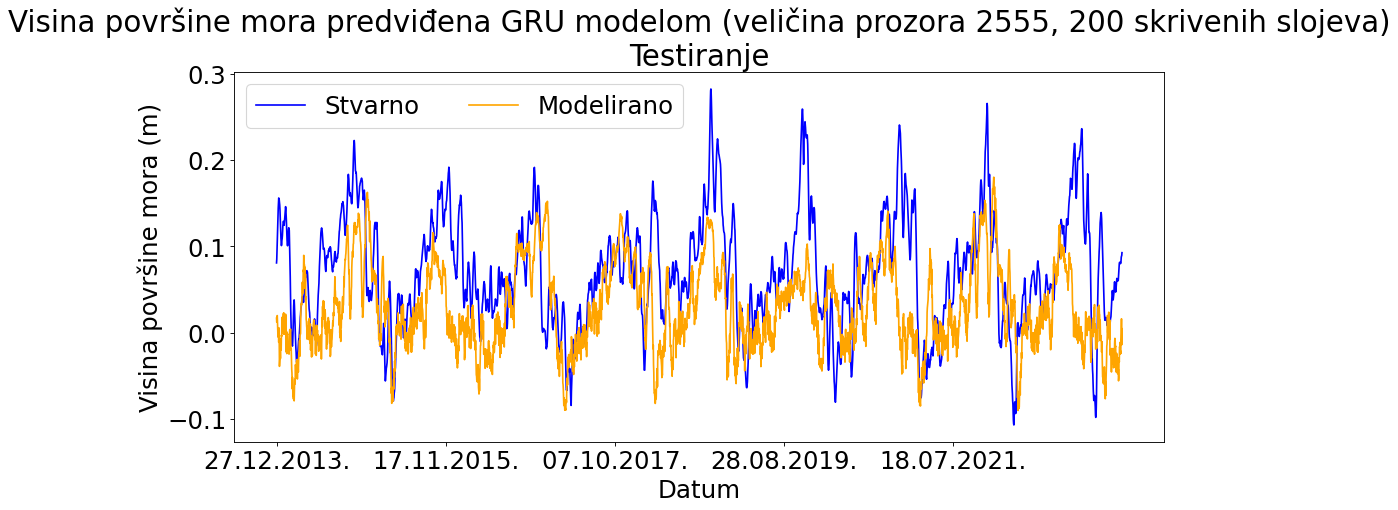 Visina površine mora predviđena GRU modelom (veličina prozora 2555, 200 skrivenih slojeva)
Testiranje
Stvarno Modelirano
Visina površine mora (m)
0.3
0.2
0.1
0.0
−0.1
27.12.2013. 17.11.2015. 07.10.2017. 28.08.2019. 18.07.2021.
Datum